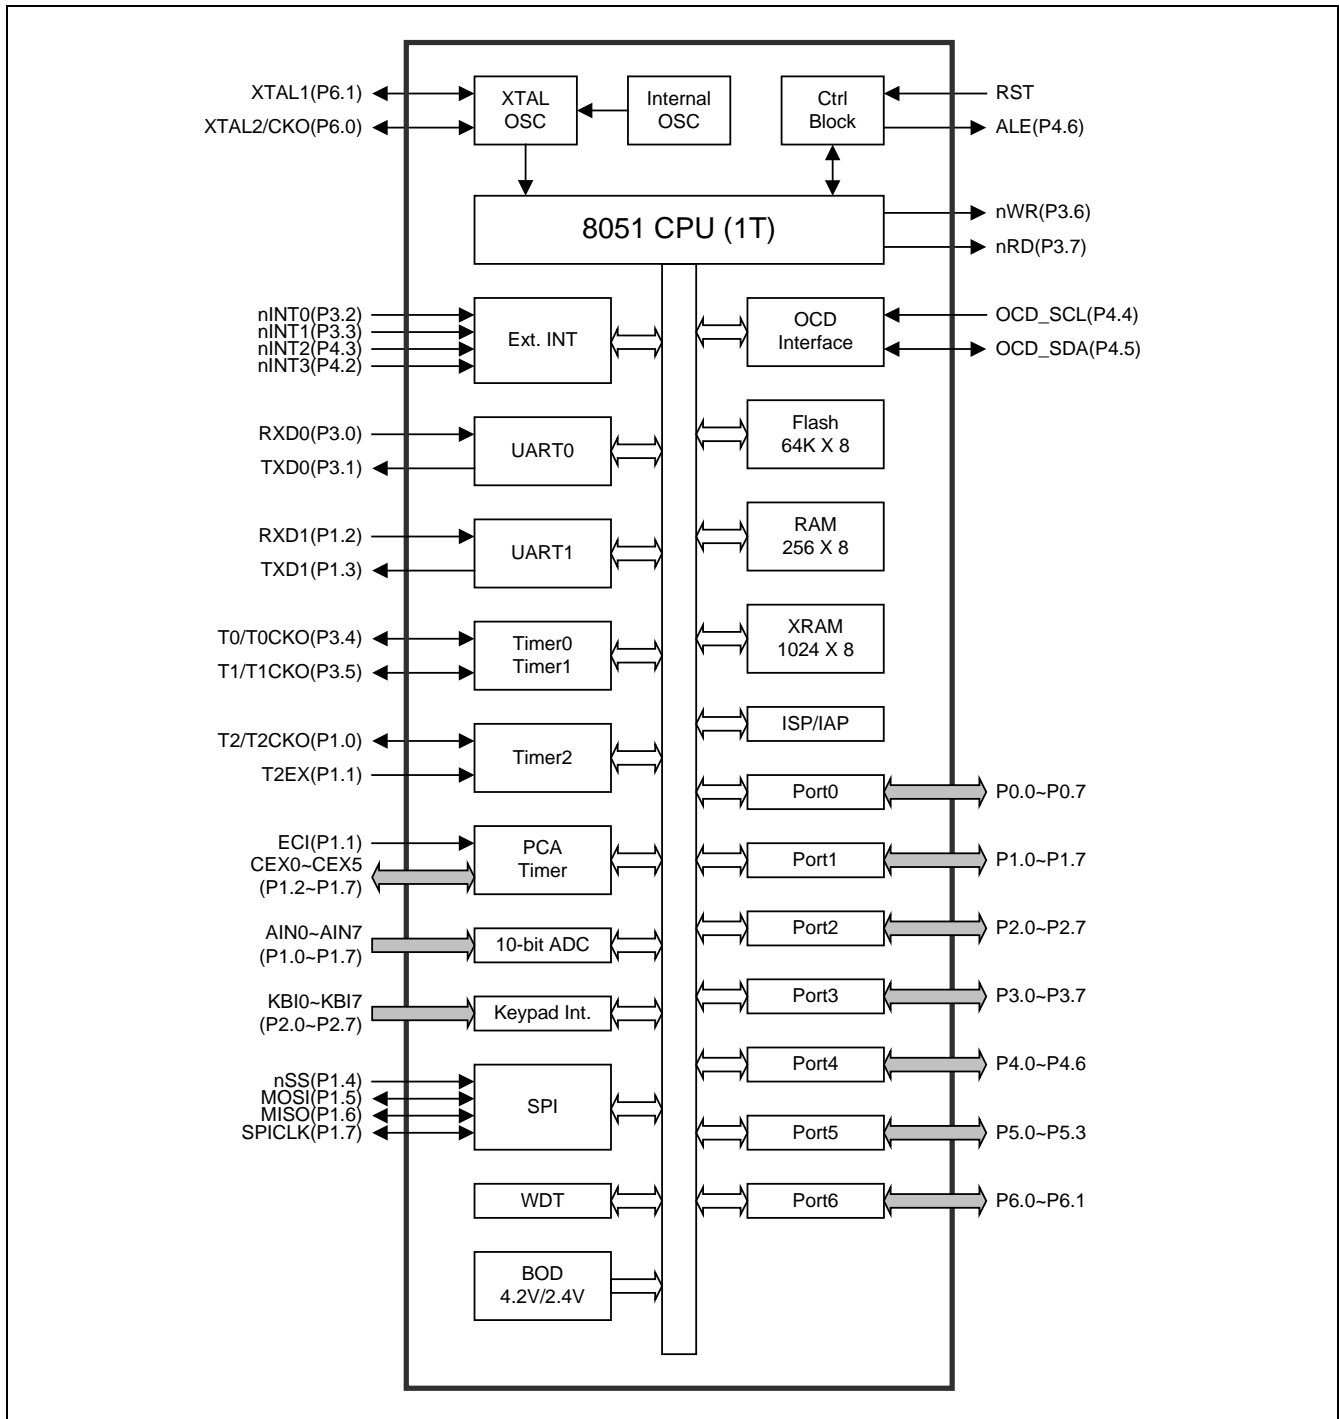 XTAL1(P6.1)
XTAL2/CKO(P6.0)
XTAL
OSC
Internal
OSC
Ctrl
Block
RST
ALE(P4.6)
8051 CPU (1T)
nWR(P3.6)
nRD(P3.7)
nINT0(P3.2)
nINT1(P3.3)
nINT2(P4.3)
nINT3(P4.2)
Ext. INT
OCD
Interface
OCD_SCL(P4.4)
OCD_SDA(P4.5)
RXD0(P3.0)
TXD0(P3.1)
UART0
Flash
64K X 8
RXD1(P1.2)
TXD1(P1.3)
UART1
RAM
256 X 8
T0/T0CKO(P3.4)
T1/T1CKO(P3.5)
Timer0
Timer1
XRAM
1024 X 8
T2/T2CKO(P1.0)
T2EX(P1.1)
Timer2
ISP/IAP
Port0
P0.0~P0.7
ECI(P1.1)
CEX0~CEX5
(P1.2~P1.7)
PCA
Timer
Port1
P1.0~P1.7
AIN0~AIN7
(P1.0~P1.7)
10-bit ADC
Port2
P2.0~P2.7
KBI0~KBI7
(P2.0~P2.7)
Keypad Int.
Port3
P3.0~P3.7
nSS(P1.4)
MOSI(P1.5)
MISO(P1.6)
SPICLK(P1.7)
SPI
Port4
P4.0~P4.6
Port5
P5.0~P5.3
WDT
Port6
P6.0~P6.1
BOD
4.2V/2.4V